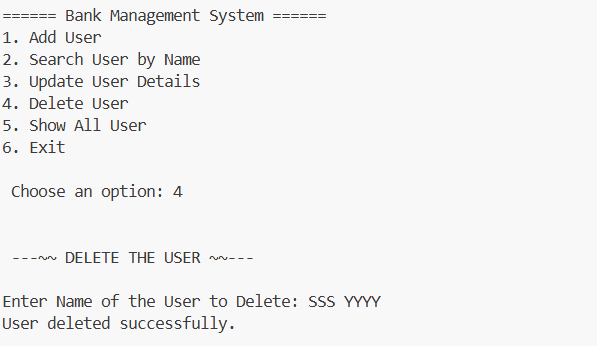 ====== Bank Management System ======
1. Add User
2. Search User by Name
3. Update User Details
4. Delete User
5. Show All User
6. Exit
Choose an option: 4
---~~ DELETE THE USER ~~---
Enter Name of the User to Delete: SSS YYYY
User deleted successfully.